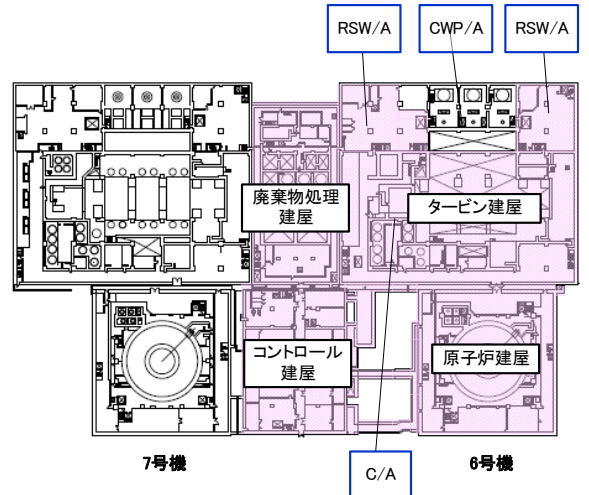 RSW/A
CWP/A
RSW/A
廃棄物処理
建屋
タービン建屋
コントロール
建屋
原子炉建屋
7号機
6号機
C/A